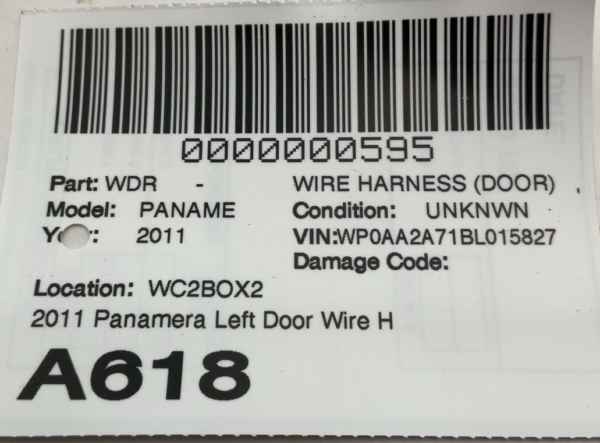 0000000595
Part: WDR - WIRE HARNESS (DOOR)
Model: PANAME Condition: UNKNWN
2011 VIN:WP0AA2A71BL015827
Damage Code:
Location: WC2BOX2
2011 Panamera Left Door Wire H
A618